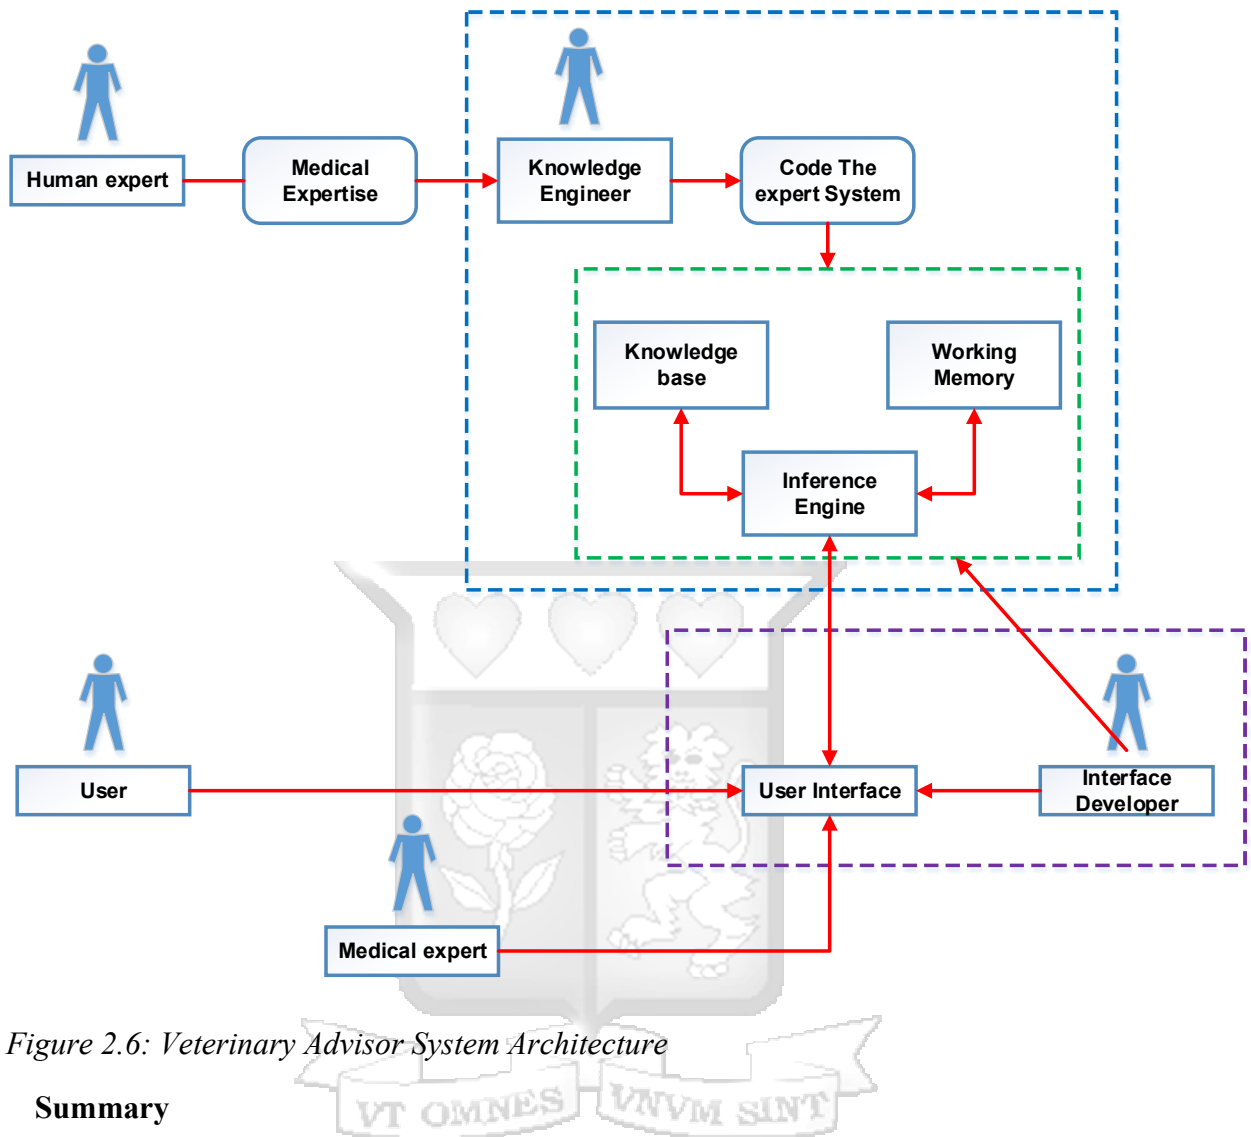 Human expert
Medical
Expertise
Knowledge
Engineer
Code The
expert System
Knowledge
base
Working
Memory
Inference
Engine
User
User Interface
Interface
Developer
Medical expert
Figure 2.6: Veterinary Advisor System Architecture
Summary
VT OMNES VNVM SINT